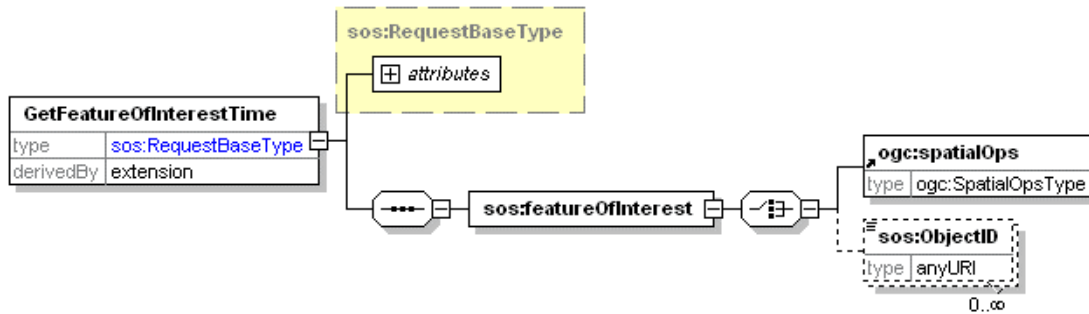 sos:RequestBaseType
attributes
GetFeatureOfInterestTime
type sos:RequestBaseType
derivedBy extension
sos:featureOfInterest
ogc:spatialOps
type ogc:SpatialOpsType
sos:ObjectID
type anyURI
0..∞